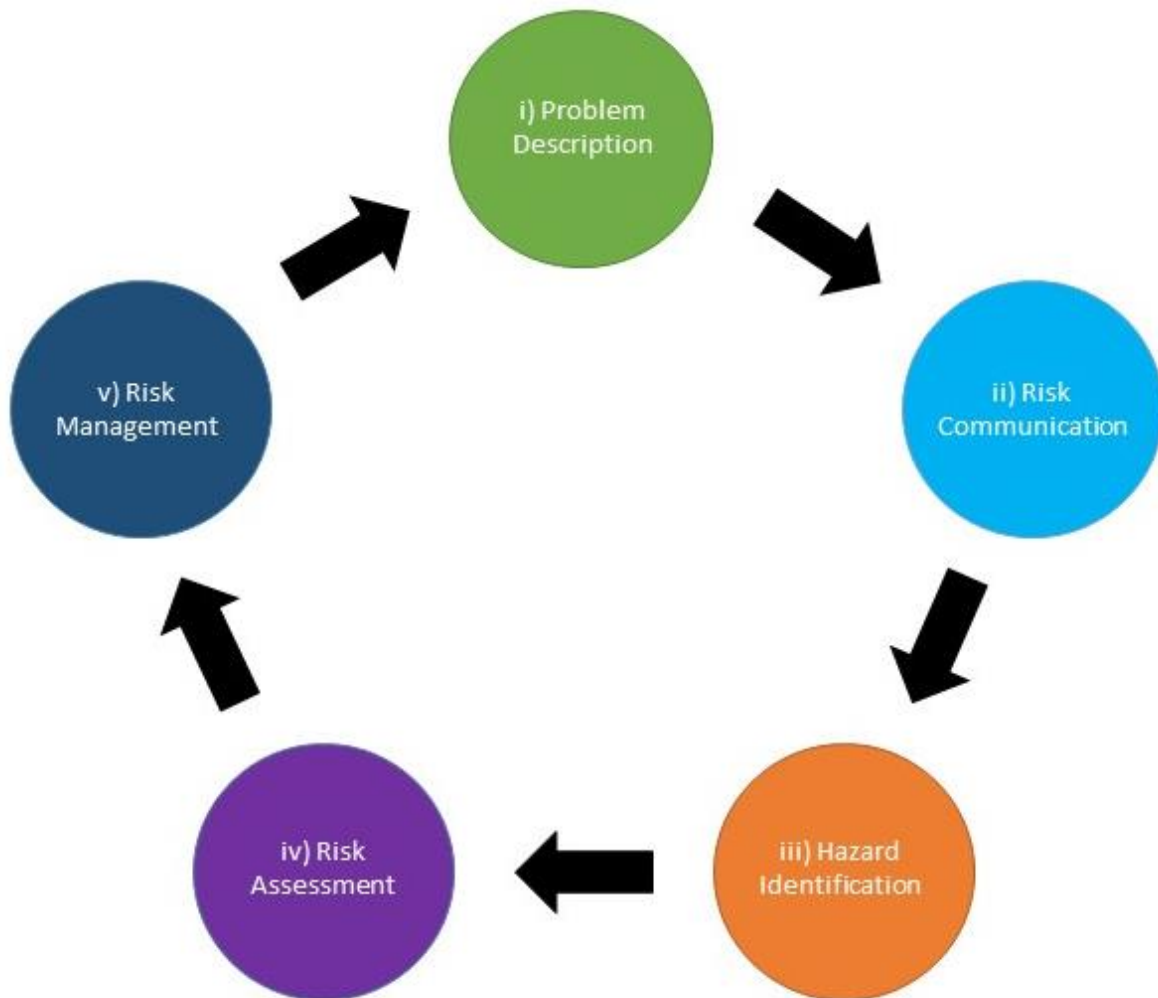 i) Problem
Description
ii) Risk
Communication
iii) Hazard
Identification
iv) Risk
Assessment
v) Risk
Management